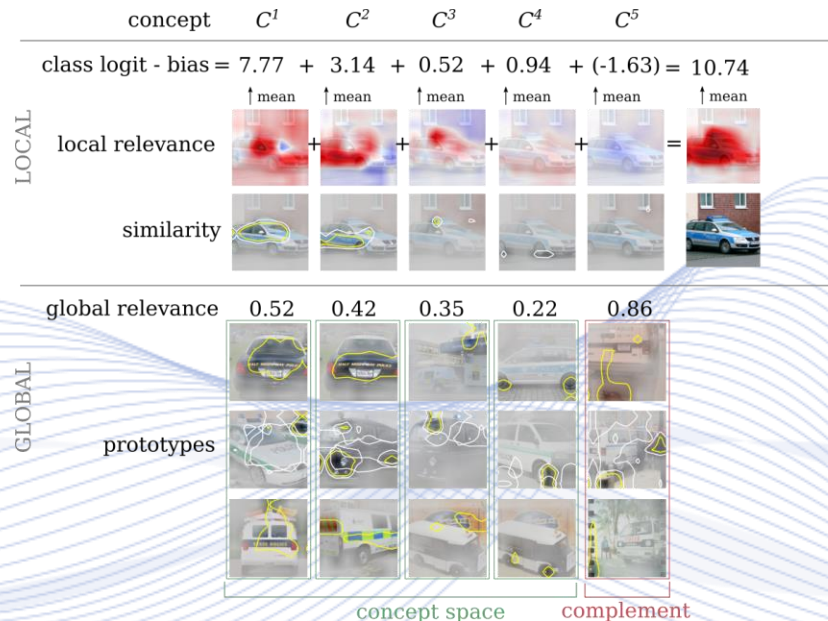 concept C¹ C² C³ C⁴ C⁵
class logit - bias = 7.77 + 3.14 + 0.52 + 0.94 + (-1.63) = 10.74
↑ mean ↑ mean ↑ mean ↑ mean ↑ mean ↑ mean
LOCAL
local relevance + + + + =
similarity
global relevance 0.52 0.42 0.35 0.22 0.86
GLOBAL
prototypes
concept space complement